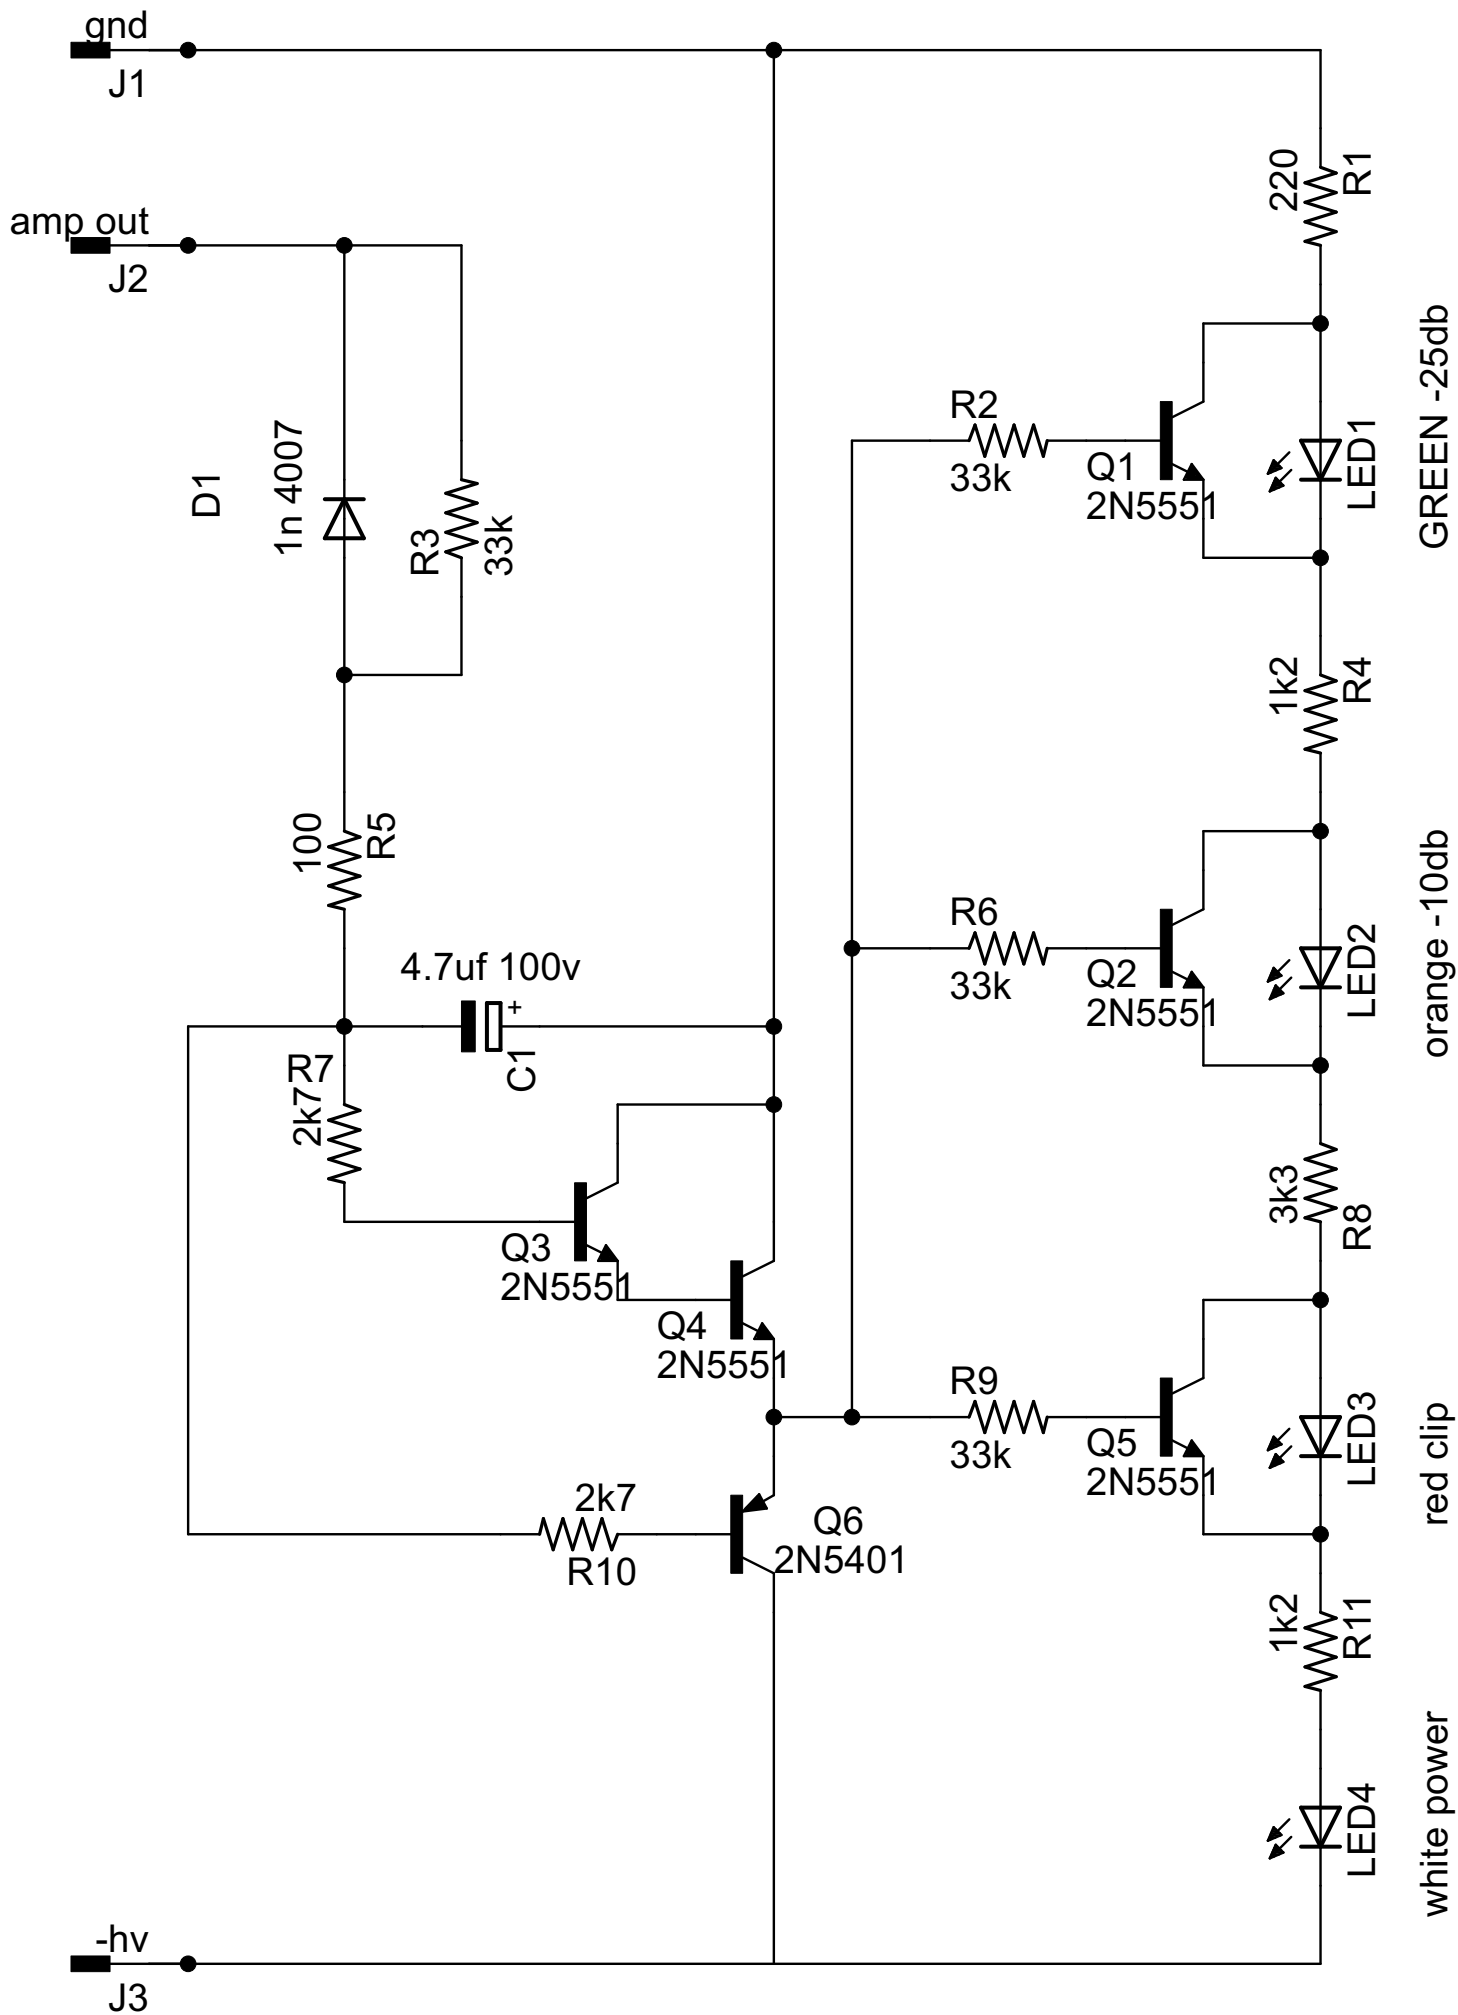 gnd
J1
amp out
J2
220
R1
GREEN -25db
D1
1n 4007
R3
33k
R2
33k
Q1
2N5551
LED1
1k2
R4
100
R5
orange -10db
R6
33k
Q2
2N5551
LED2
4.7uf 100v
+
C1
R7
2k7
3k3
R8
Q3
2N5551
Q4
2N5551
R9
33k
Q5
2N5551
LED3
red clip
2k7
R10
Q6
2N5401
1k2
R11
LED4
white power
-hv
J3